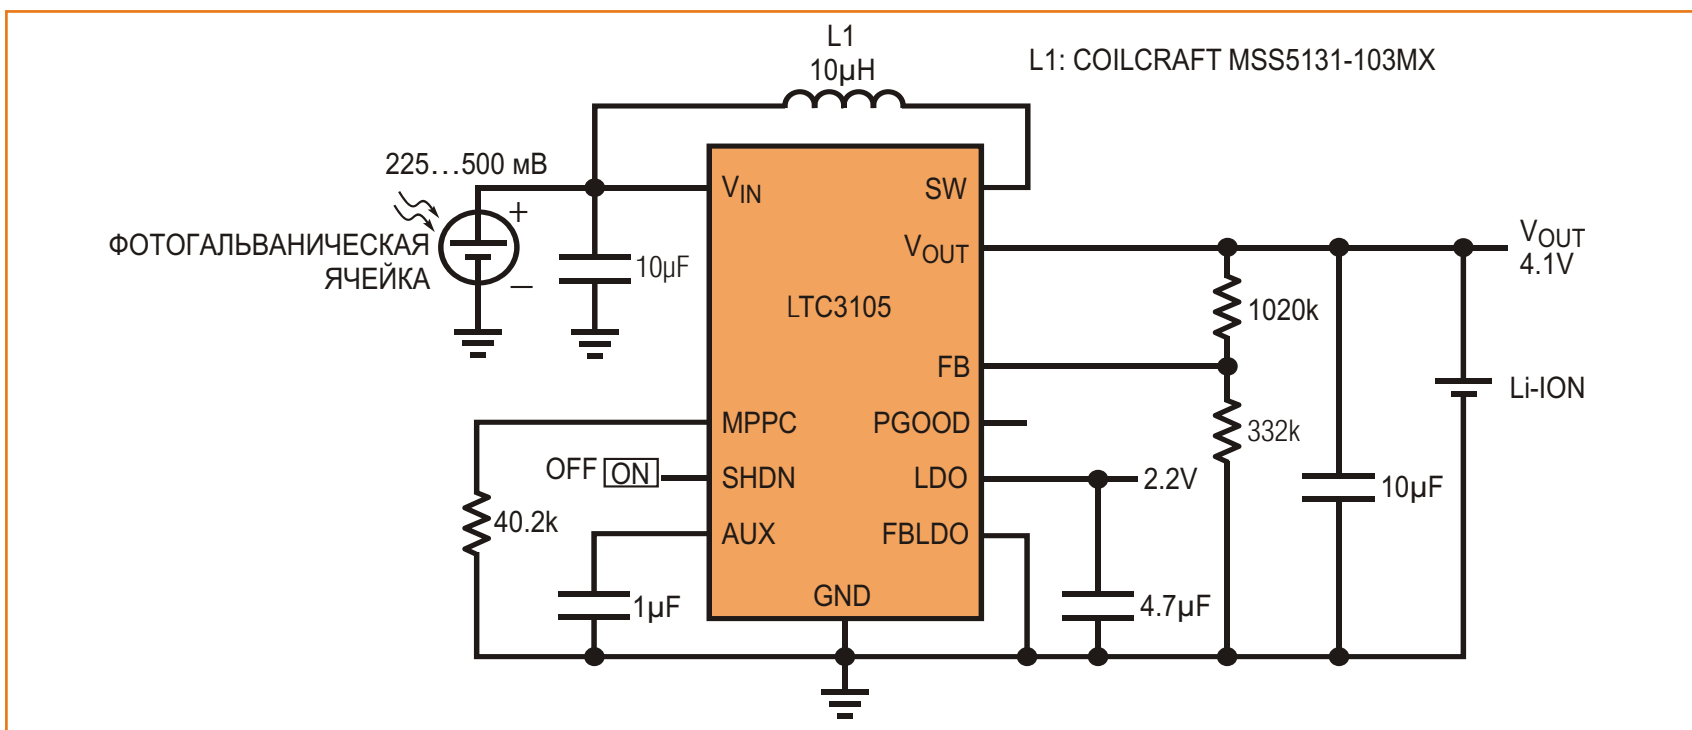 L1
10µH
L1: COILCRAFT MSS5131-103MX
225...500 мВ
+
ФОТОГАЛЬВАНИЧЕСКАЯ
ЯЧЕЙКА
–
10µF
VIN
SW
VOUT
LTC3105
FB
MPPC
PGOOD
SHDN
LDO
AUX
FBLDO
GND
OFF ON
40.2k
1µF
2.2V
4.7µF
1020k
332k
10µF
VOUT
4.1V
Li-ION